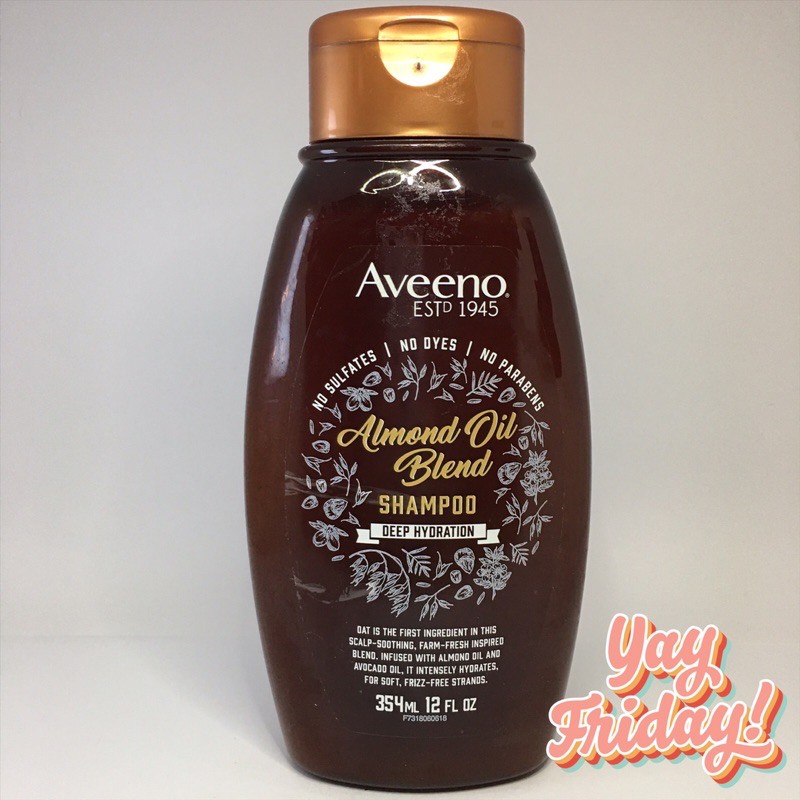 Aveeno®
ESTD 1945
NO SULFATES | NO DYES | NO PARABENS
Almond Oil
Blend
SHAMPOO
DEEP HYDRATION
OAT IS THE FIRST INGREDIENT IN THIS
SCALP-SOOTHING, FARM-FRESH INSPIRED
BLEND. INFUSED WITH ALMOND OIL AND
AVOCADO OIL, IT INTENSELY HYDRATES,
FOR SOFT, FRIZZ-FREE STRANDS.
354ML 12 FL OZ
F7318060818
Yay
Friday!